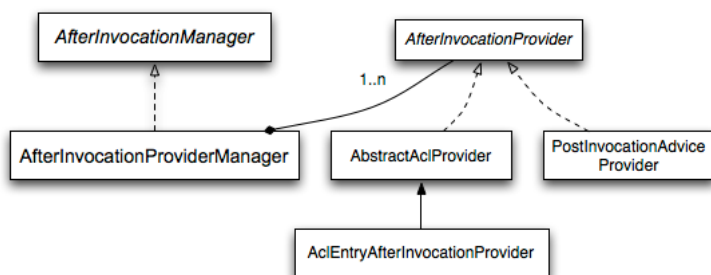 AfterInvocationManager
AfterInvocationProvider
1..n
AfterInvocationProviderManager
AbstractAclProvider
PostInvocationAdvice
Provider
AclEntryAfterInvocationProvider